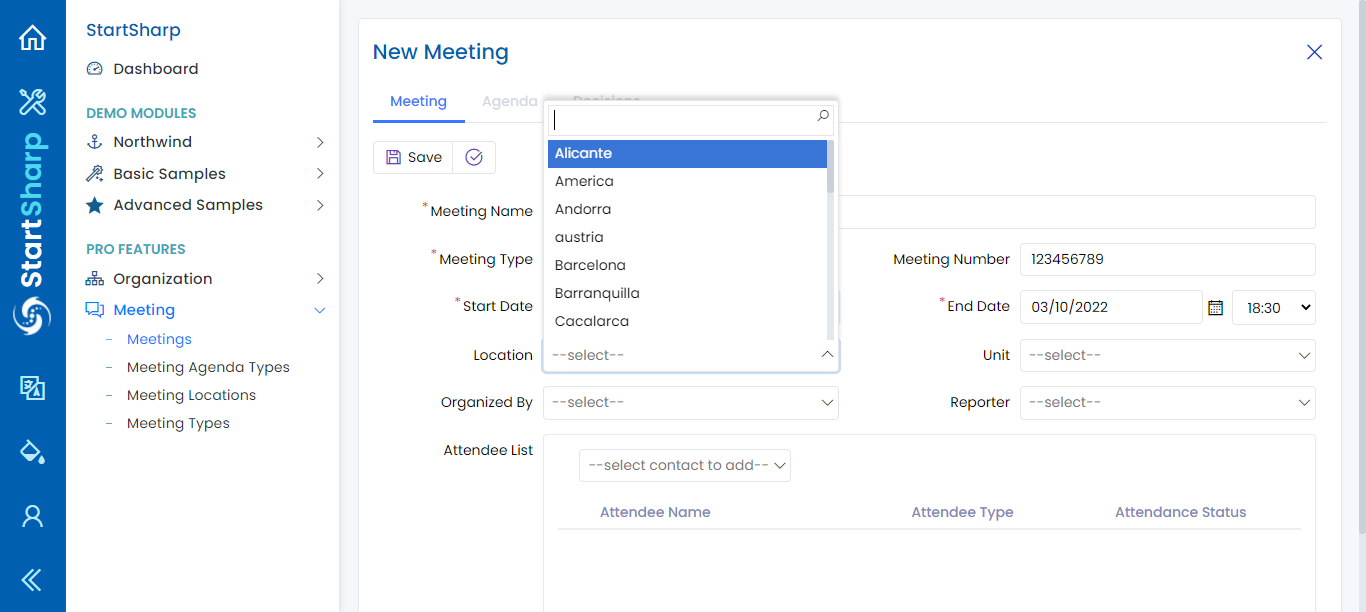 StartSharp
StartSharp
Dashboard
DEMO MODULES
Northwind
Basic Samples
Advanced Samples
PRO FEATURES
Organization
Meeting
Meetings
Meeting Agenda Types
Meeting Locations
Meeting Types
New Meeting
Meeting
Agenda
Decisions
Save
*Meeting Name
*Meeting Type
Meeting Number
123456789
*Start Date
*End Date
03/10/2022
18:30
Alicante
America
Andorra
austria
Barcelona
Barranquilla
Cacalarca
Location
--select--
Unit
--select--
Organized By
--select--
Reporter
--select--
Attendee List
--select contact to add--
Attendee Name
Attendee Type
Attendance Status